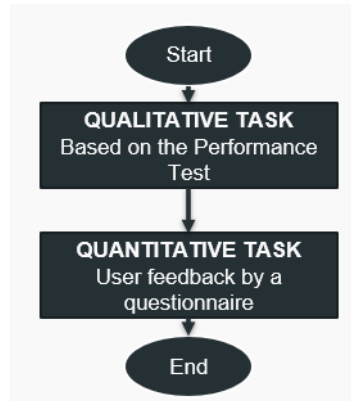 Start
QUALITATIVE TASK
Based on the Performance
Test
QUANTITATIVE TASK
User feedback by a
questionnaire
End